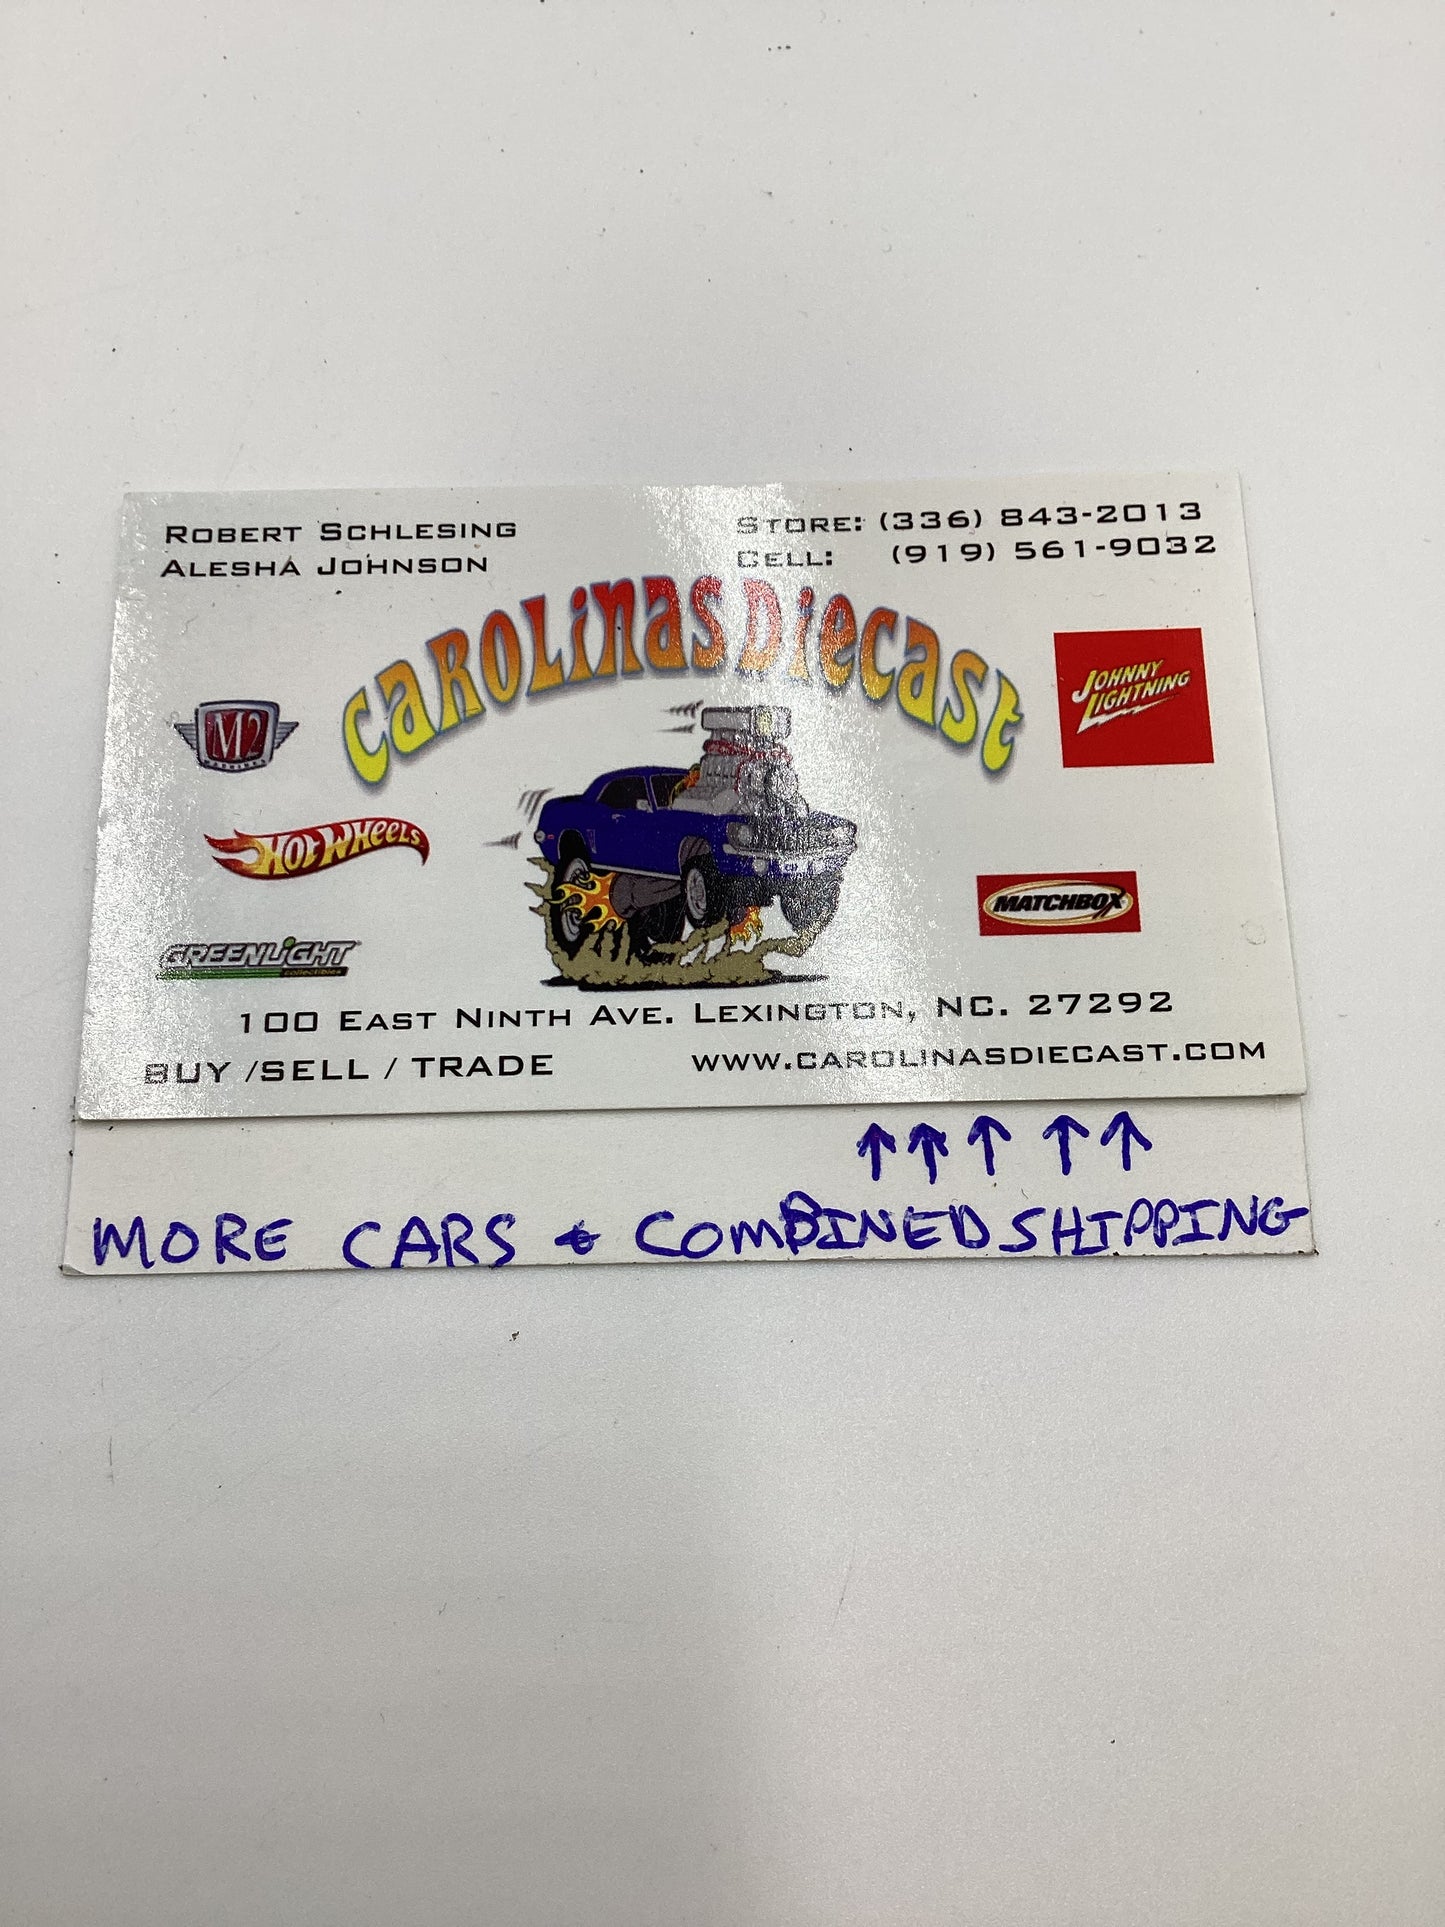 ROBERT SCHLESING
ALESHA JOHNSON
STORE: (336) 843-2013
CELL: (919) 561-9032
CAROLINAS DIECAST
M2
MACHINES
JOHNNY
LIGHTNING
HOT WHEELS
MATCHBOX
GREENLIGHT
collectibles
100 EAST NINTH AVE. LEXINGTON, NC. 27292
BUY /SELL / TRADE
WWW.CAROLINASDIECAST.COM
↑ ↑ ↑ ↑ ↑
MORE CARS & COMBINED SHIPPING